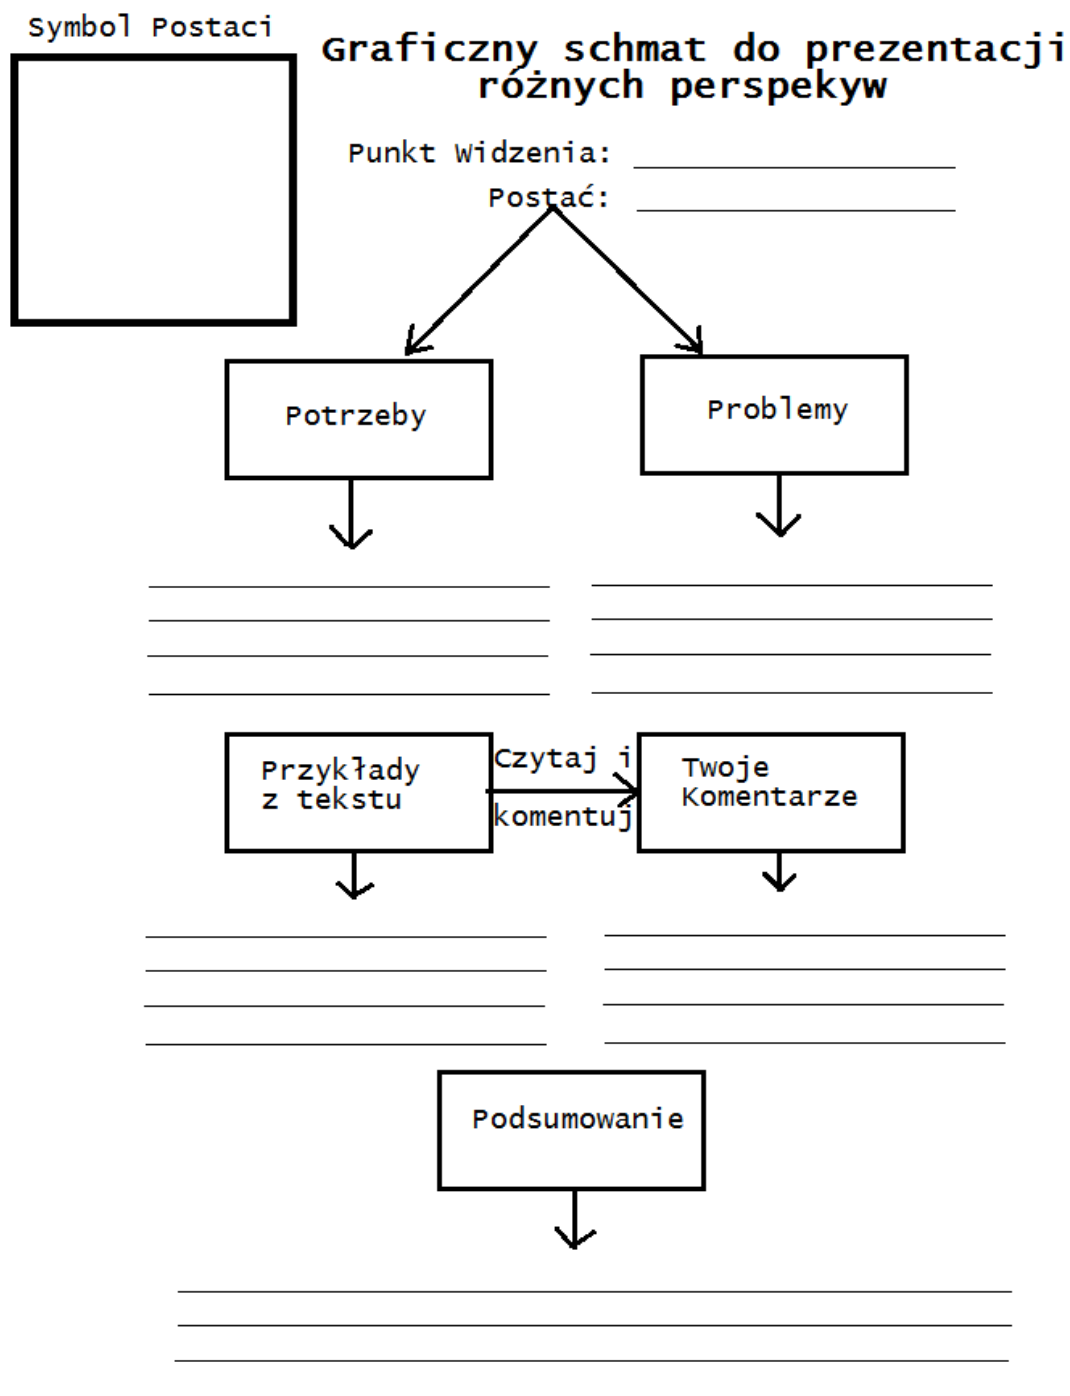 Symbol Postaci
Graficzny schmat do prezentacji
różnych perspekyw
Punkt Widzenia:
Postać:
Potrzeby
Problemy
Przykłady
z tekstu
Czytaj i
komentuj
Twoje
Komentarze
Podsumowanie